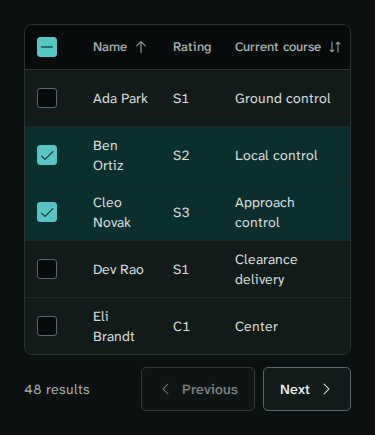 Name Rating Current course
Ada Park S1 Ground control
Ben Ortiz S2 Local control
Cleo Novak S3 Approach control
Dev Rao S1 Clearance delivery
Eli Brandt C1 Center
48 results Previous Next